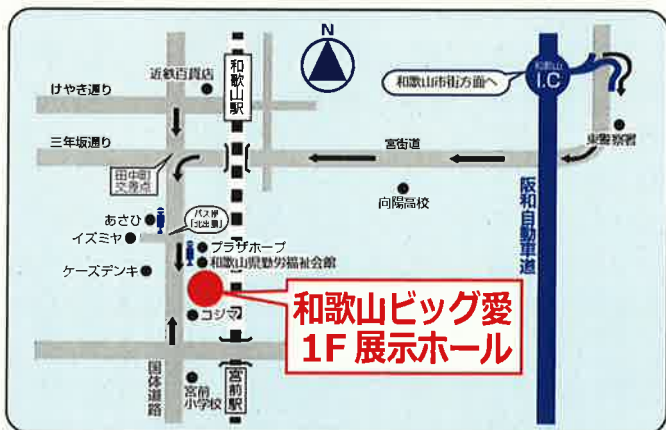 N
近鉄百貨店
けやき通り
和歌山駅
和歌山市街方面へ
和歌山
I.C
三年坂通り
宮街道
東警察署
田中町
交差点
向陽高校
阪和自動車道
あさひ
バス停
「北出島」
イズミヤ
プラザホープ
和歌山県勤労福祉会館
ケーズデンキ
コジマ
和歌山ビッグ愛
1F 展示ホール
国体道路
宮前
小学校
宮前駅